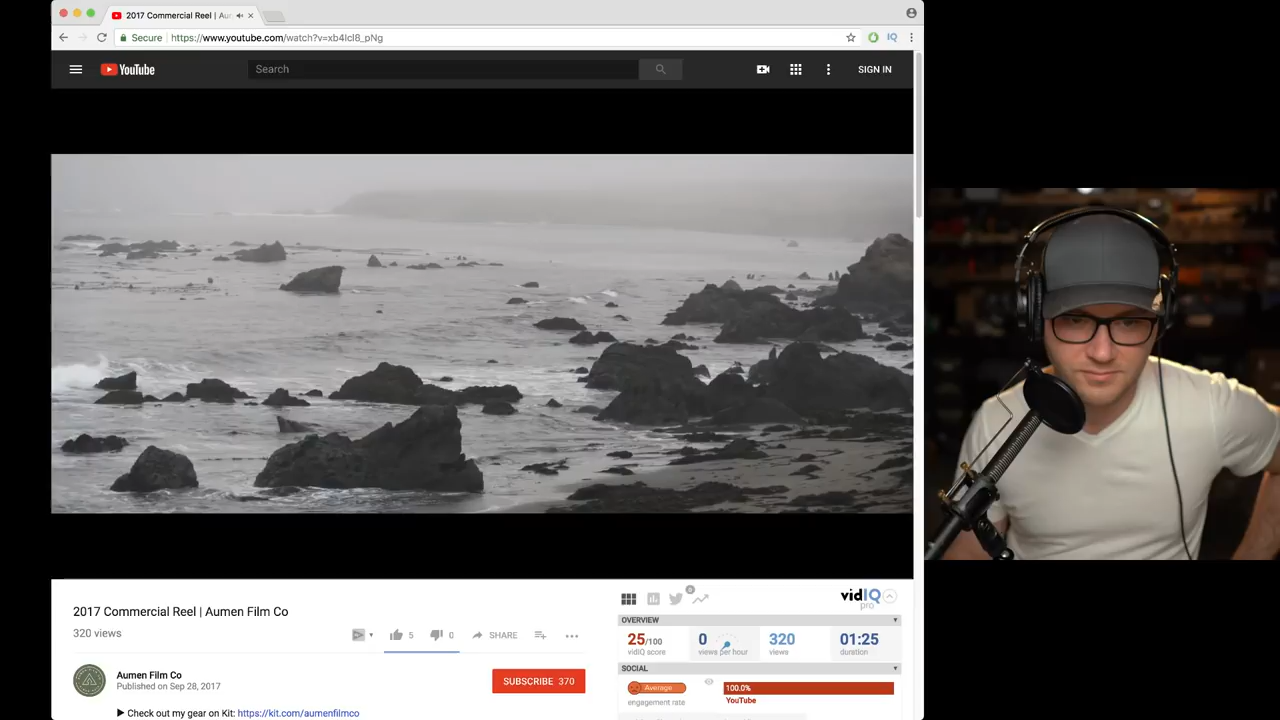 2017 Commercial Reel | Au
Secure
https://www.youtube.com/watch?v=xb4lcl8_pNg
IQ
YouTube
Search
SIGN IN
2017 Commercial Reel | Aumen Film Co
320 views
5
0
SHARE
Aumen Film Co
Published on Sep 28, 2017
SUBSCRIBE 370
▶ Check out my gear on Kit: https://kit.com/aumenfilmco
0
vidIQ
pro
OVERVIEW
25/100
vidIQ score
0
views per hour
320
views
01:25
duration
SOCIAL
Average
engagement rate
100.0%
YouTube